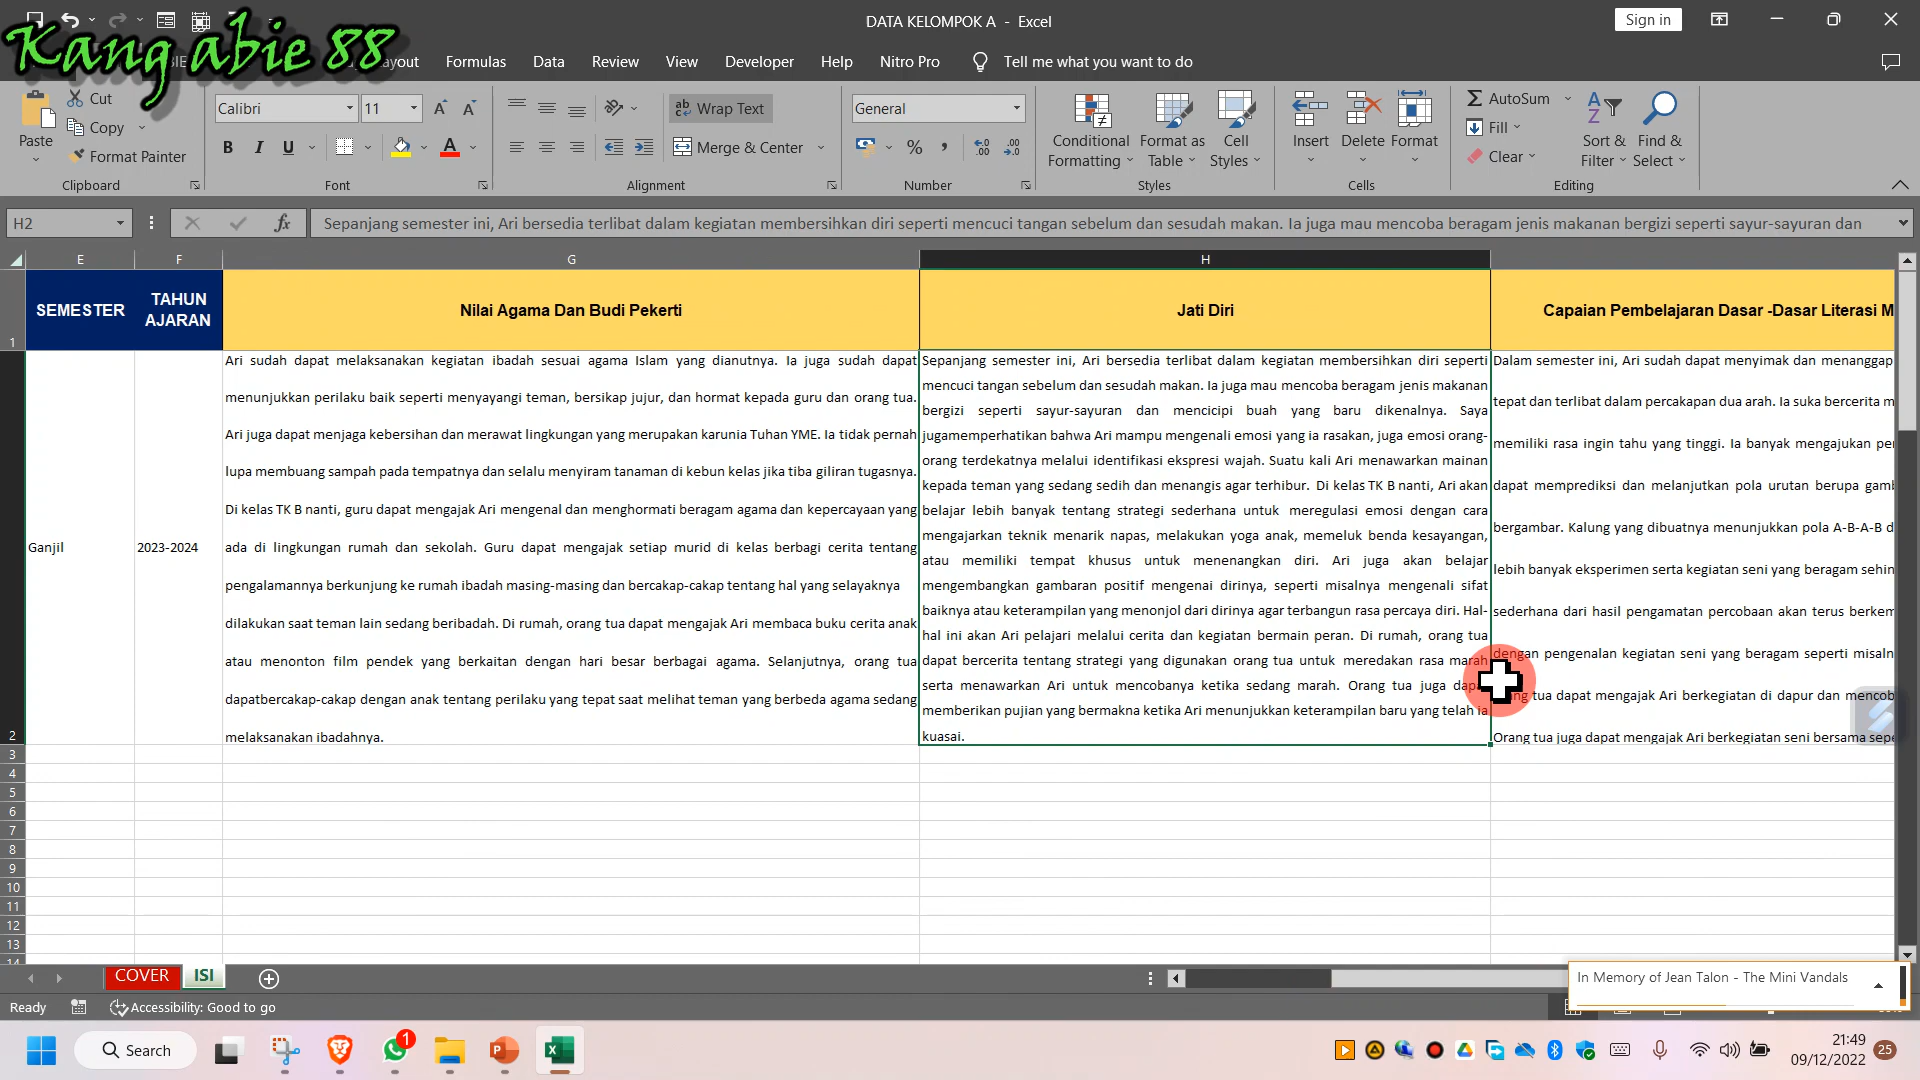 DATA KELOMPOK A - Excel
Sign in
Kang abie 88
Formulas Data Review View Developer Help Nitro Pro Tell me what you want to do
Cut
Copy
Format Painter
Paste
Clipboard
Calibri 11
B I U
Font
Wrap Text
Merge & Center
Alignment
General
Number
Conditional Formatting
Format as Table
Cell Styles
Styles
Insert Delete Format
Cells
AutoSum
Fill
Clear
Sort & Filter
Find & Select
Editing
H2
Sepanjang semester ini, Ari bersedia terlibat dalam kegiatan membersihkan diri seperti mencuci tangan sebelum dan sesudah makan. Ia juga mau mencoba beragam jenis makanan bergizi seperti sayur-sayuran dan
E F G H
1
SEMESTER
TAHUN AJARAN
Nilai Agama Dan Budi Pekerti
Jati Diri
Capaian Pembelajaran Dasar -Dasar Literasi M
2
Ganjil
2023-2024
Ari sudah dapat melaksanakan kegiatan ibadah sesuai agama Islam yang dianutnya. Ia juga sudah dapat
menunjukkan perilaku baik seperti menyayangi teman, bersikap jujur, dan hormat kepada guru dan orang tua.
Ari juga dapat menjaga kebersihan dan merawat lingkungan yang merupakan karunia Tuhan YME. Ia tidak pernah
lupa membuang sampah pada tempatnya dan selalu menyiram tanaman di kebun kelas jika tiba giliran tugasnya.
Di kelas TK B nanti, guru dapat mengajak Ari mengenal dan menghormati beragam agama dan kepercayaan yang
ada di lingkungan rumah dan sekolah. Guru dapat mengajak setiap murid di kelas berbagi cerita tentang
pengalamannya berkunjung ke rumah ibadah masing-masing dan bercakap-cakap tentang hal yang selayaknya
dilakukan saat teman lain sedang beribadah. Di rumah, orang tua dapat mengajak Ari membaca buku cerita anak
atau menonton film pendek yang berkaitan dengan hari besar berbagai agama. Selanjutnya, orang tua
dapatbercakap-cakap dengan anak tentang perilaku yang tepat saat melihat teman yang berbeda agama sedang
melaksanakan ibadahnya.
Sepanjang semester ini, Ari bersedia terlibat dalam kegiatan membersihkan diri seperti
mencuci tangan sebelum dan sesudah makan. Ia juga mau mencoba beragam jenis makanan
bergizi seperti sayur-sayuran dan mencicipi buah yang baru dikenalnya. Saya
jugamemperhatikan bahwa Ari mampu mengenali emosi yang ia rasakan, juga emosi orang-
orang terdekatnya melalui identifikasi ekspresi wajah. Suatu kali Ari menawarkan mainan
kepada teman yang sedang sedih dan menangis agar terhibur. Di kelas TK B nanti, Ari akan
belajar lebih banyak tentang strategi sederhana untuk meregulasi emosi dengan cara
mengajarkan teknik menarik napas, melakukan yoga anak, memeluk benda kesayangan,
atau memiliki tempat khusus untuk menenangkan diri. Ari juga akan belajar
mengembangkan gambaran positif mengenai dirinya, seperti misalnya mengenali sifat
baiknya atau keterampilan yang menonjol dari dirinya agar terbangun rasa percaya diri. Hal-
hal ini akan Ari pelajari melalui cerita dan kegiatan bermain peran. Di rumah, orang tua
dapat bercerita tentang strategi yang digunakan orang tua untuk meredakan rasa marah
serta menawarkan Ari untuk mencobanya ketika sedang marah. Orang tua juga
memberikan pujian yang bermakna ketika Ari menunjukkan keterampilan baru yang telah ia
kuasai.
Dalam semester ini, Ari sudah dapat menyimak dan menanggap
tepat dan terlibat dalam percakapan dua arah. Ia suka bercerita m
memiliki rasa ingin tahu yang tinggi. Ia banyak mengajukan per
dapat memprediksi dan melanjutkan pola urutan berupa gamb
bergambar. Kalung yang dibuatnya menunjukkan pola A-B-A-B d
lebih banyak eksperimen serta kegiatan seni yang beragam sehin
sederhana dari hasil pengamatan percobaan akan terus berkem
dengan pengenalan kegiatan seni yang beragam seperti misaln
tua dapat mengajak Ari berkegiatan di dapur dan mencob
Orang tua juga dapat mengajak Ari berkegiatan seni bersama sepe
3
4
5
6
7
8
9
10
11
12
13
COVER ISI
In Memory of Jean Talon - The Mini Vandals
Ready Accessibility: Good to go
Search
1
21:49
09/12/2022
25